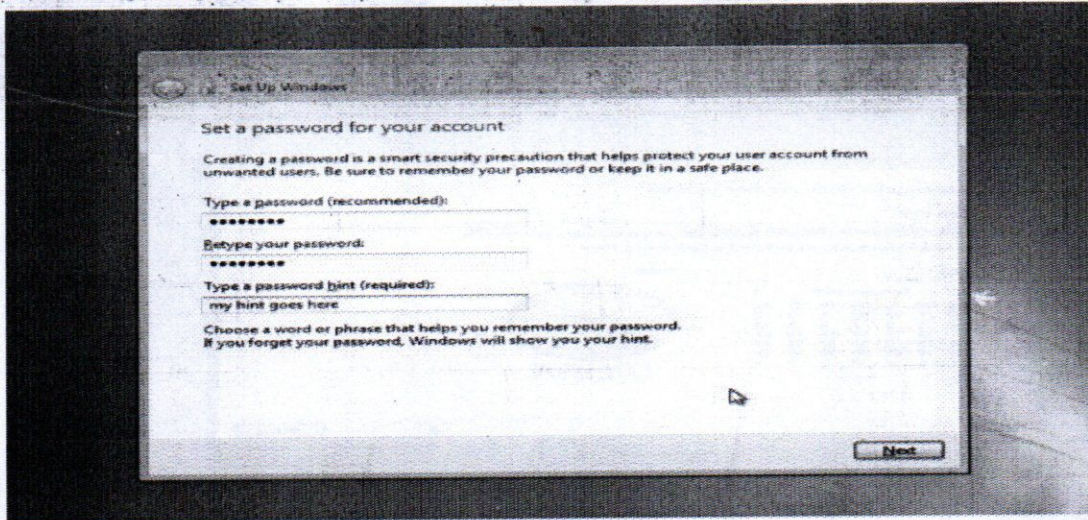 Set Up Windows
Set a password for your account
Creating a password is a smart security precaution that helps protect your user account from
unwanted users. Be sure to remember your password or keep it in a safe place.
Type a password (recommended):
••••••••
Retype your password:
••••••••
Type a password hint (required):
my hint goes here
Choose a word or phrase that helps you remember your password.
If you forget your password, Windows will show you your hint.
Next